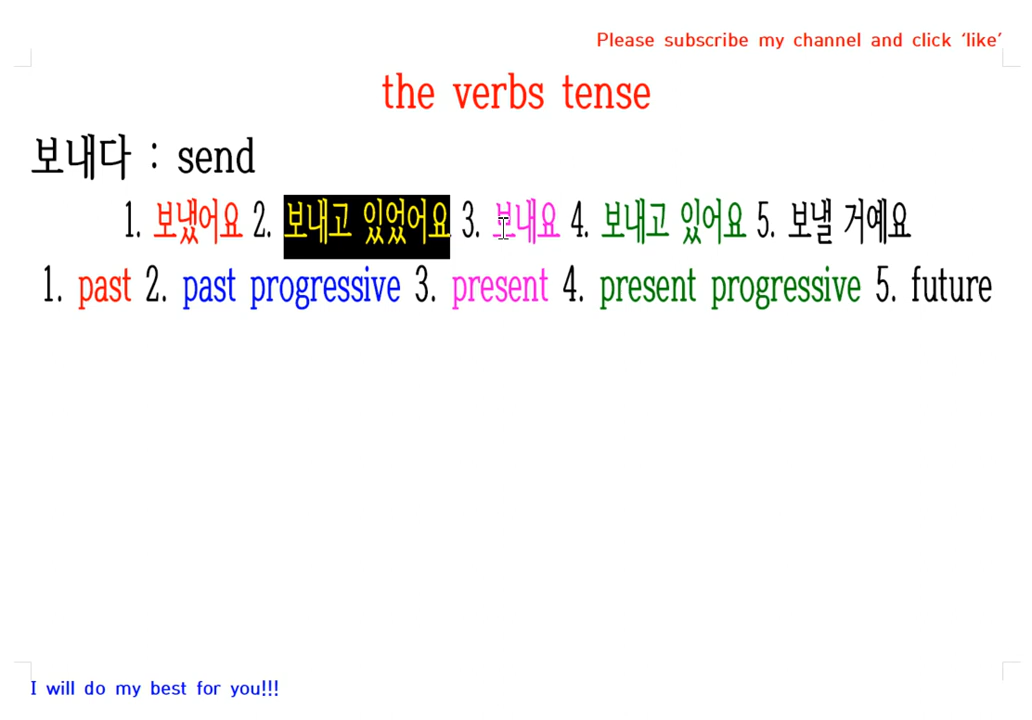 Please subscribe my channel and click ‘like’
the verbs tense
보내다 : send
1. 보냈어요 2. 보내고 있었어요 3. 보내요 4. 보내고 있어요 5. 보낼 거예요
1. past 2. past progressive 3. present 4. present progressive 5. future
I will do my best for you!!!